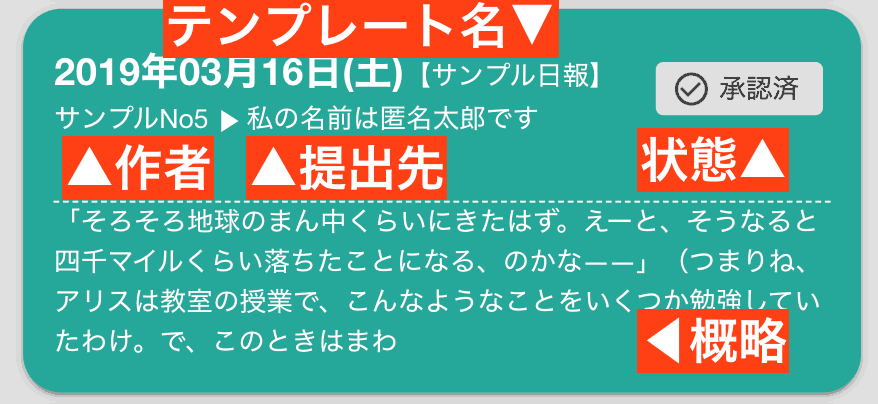 テンプレート名▼
2019年03月16日(土)【サンプル日報】
承認済
サンプルNo5 ▶ 私の名前は匿名太郎です
▲作者 ▲提出先 状態▲
「そろそろ地球のまん中くらいにきたはず。えーと、そうなると
四千マイルくらい落ちたことになる、のかなーー」（つまりね、
アリスは教室の授業で、こんなようなことをいくつか勉強してい
たわけ。で、このときはまわ
◀概略